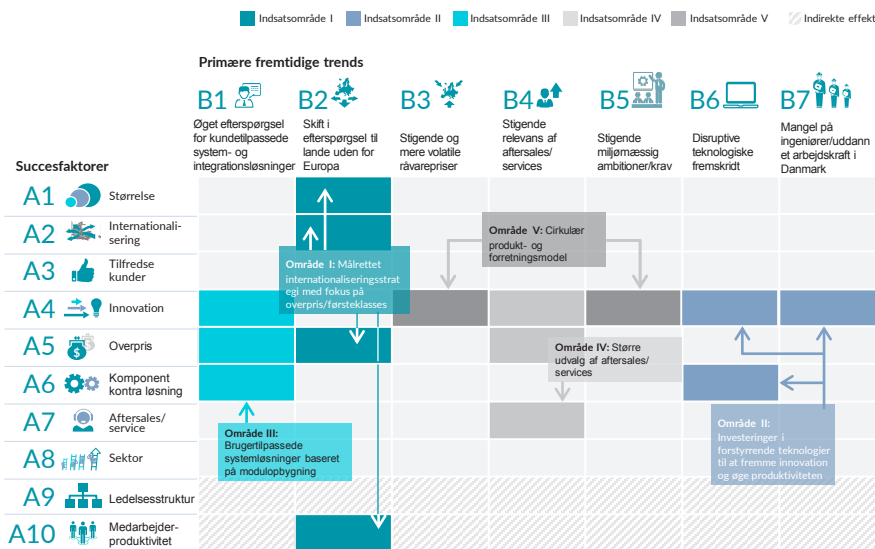 Indsatsområde I
Indsatsområde II
Indsatsområde III
Indsatsområde IV
Indsatsområde V
Indirekte effekt
Primære fremtidige trends
B1
Øget efterspørgsel
for kundetilpassede
system- og
integrationsløsninger
B2
Skift i
efterspørgsel til
lande uden for
Europa
B3
Stigende og
mere volatile
råvarepriser
B4
Stigende
relevans af
aftersales/
services
B5
Stigende
miljømæssig
ambitioner/krav
B6
Disruptive
teknologiske
fremskridt
B7
Mangel på
ingeniører/uddann
et arbejdskraft i
Danmark
Succesfaktorer
A1
Størrelse
A2
Internationali-
sering
A3
Tilfredse
kunder
A4
Innovation
A5
Overpris
A6
Komponent
kontra løsning
A7
Aftersales/
service
A8
Sektor
A9
Ledelsesstruktur
A10
Medarbejder-
produktivitet
Område I: Målrettet
internationaliseringsstrat
egi med fokus på
overpris/førsteklasses
Område V: Cirkulær
produkt- og
forretningsmodel
Område IV: Større
udvalg af aftersales/
services
Område III:
Brugertilpassede
systemløsninger baseret
på modulopbygning
Område II:
Investeringer i
forstyrrende teknologier
til at fremme innovation
og øge produktiviteten